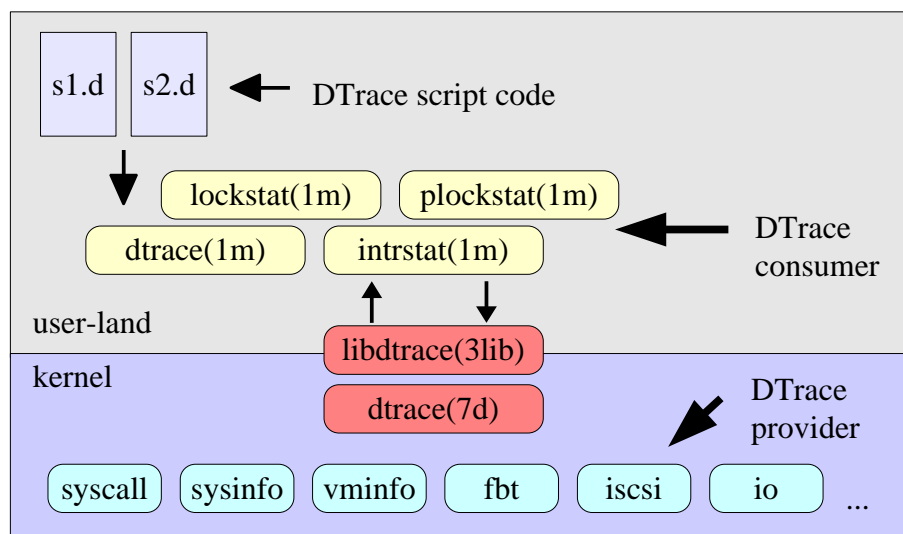 s1.d s2.d
DTrace script code
lockstat(1m) plockstat(1m)
dtrace(1m) intrstat(1m)
DTrace
consumer
user-land
libdtrace(3lib)
kernel
dtrace(7d)
DTrace
provider
syscall sysinfo vminfo fbt iscsi io ...